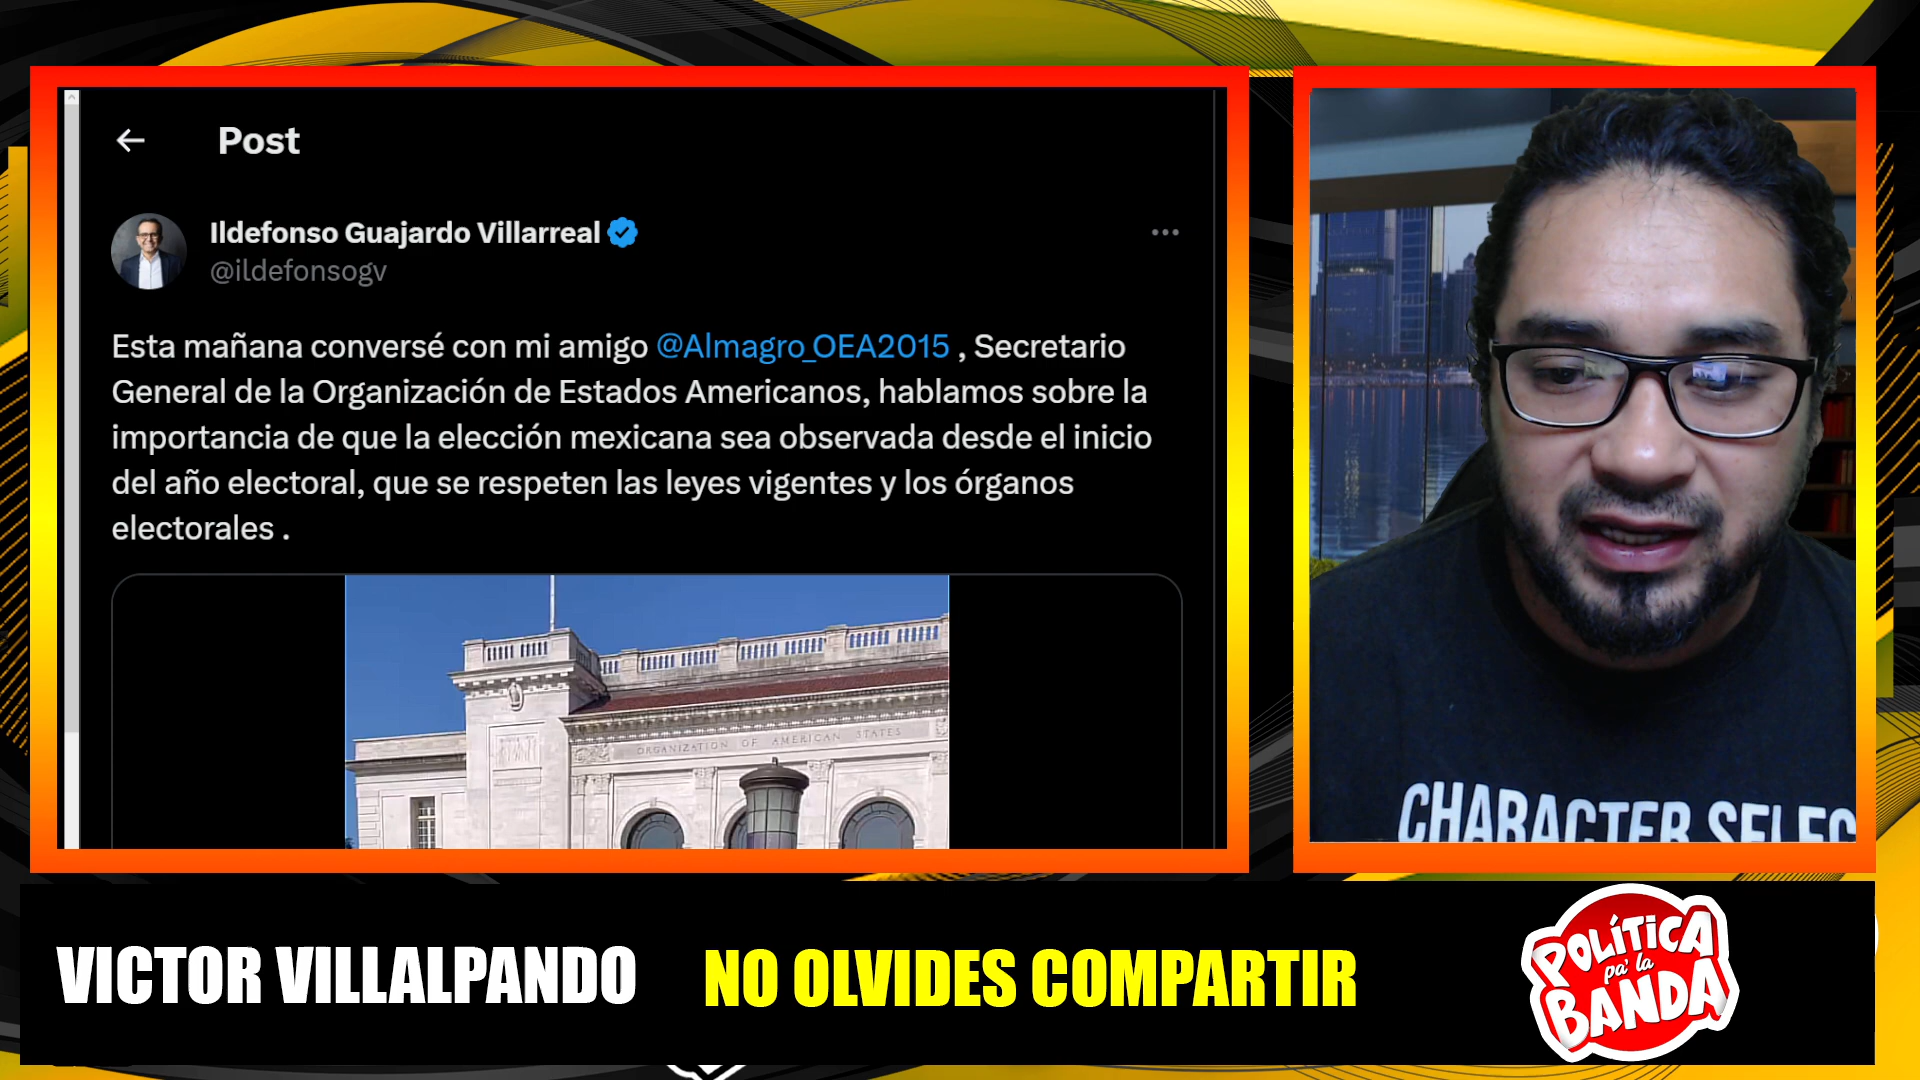 Post
Ildefonso Guajardo Villarreal
@ildefonsogv
Esta mañana conversé con mi amigo @Almagro_OEA2015 , Secretario
General de la Organización de Estados Americanos, hablamos sobre la
importancia de que la elección mexicana sea observada desde el inicio
del año electoral, que se respeten las leyes vigentes y los órganos
electorales .
ORGANIZATION OF AMERICAN STATES
CHARACTER SELEC
VICTOR VILLALPANDO
NO OLVIDES COMPARTIR
POLÍTICA
pa' la
BANDA